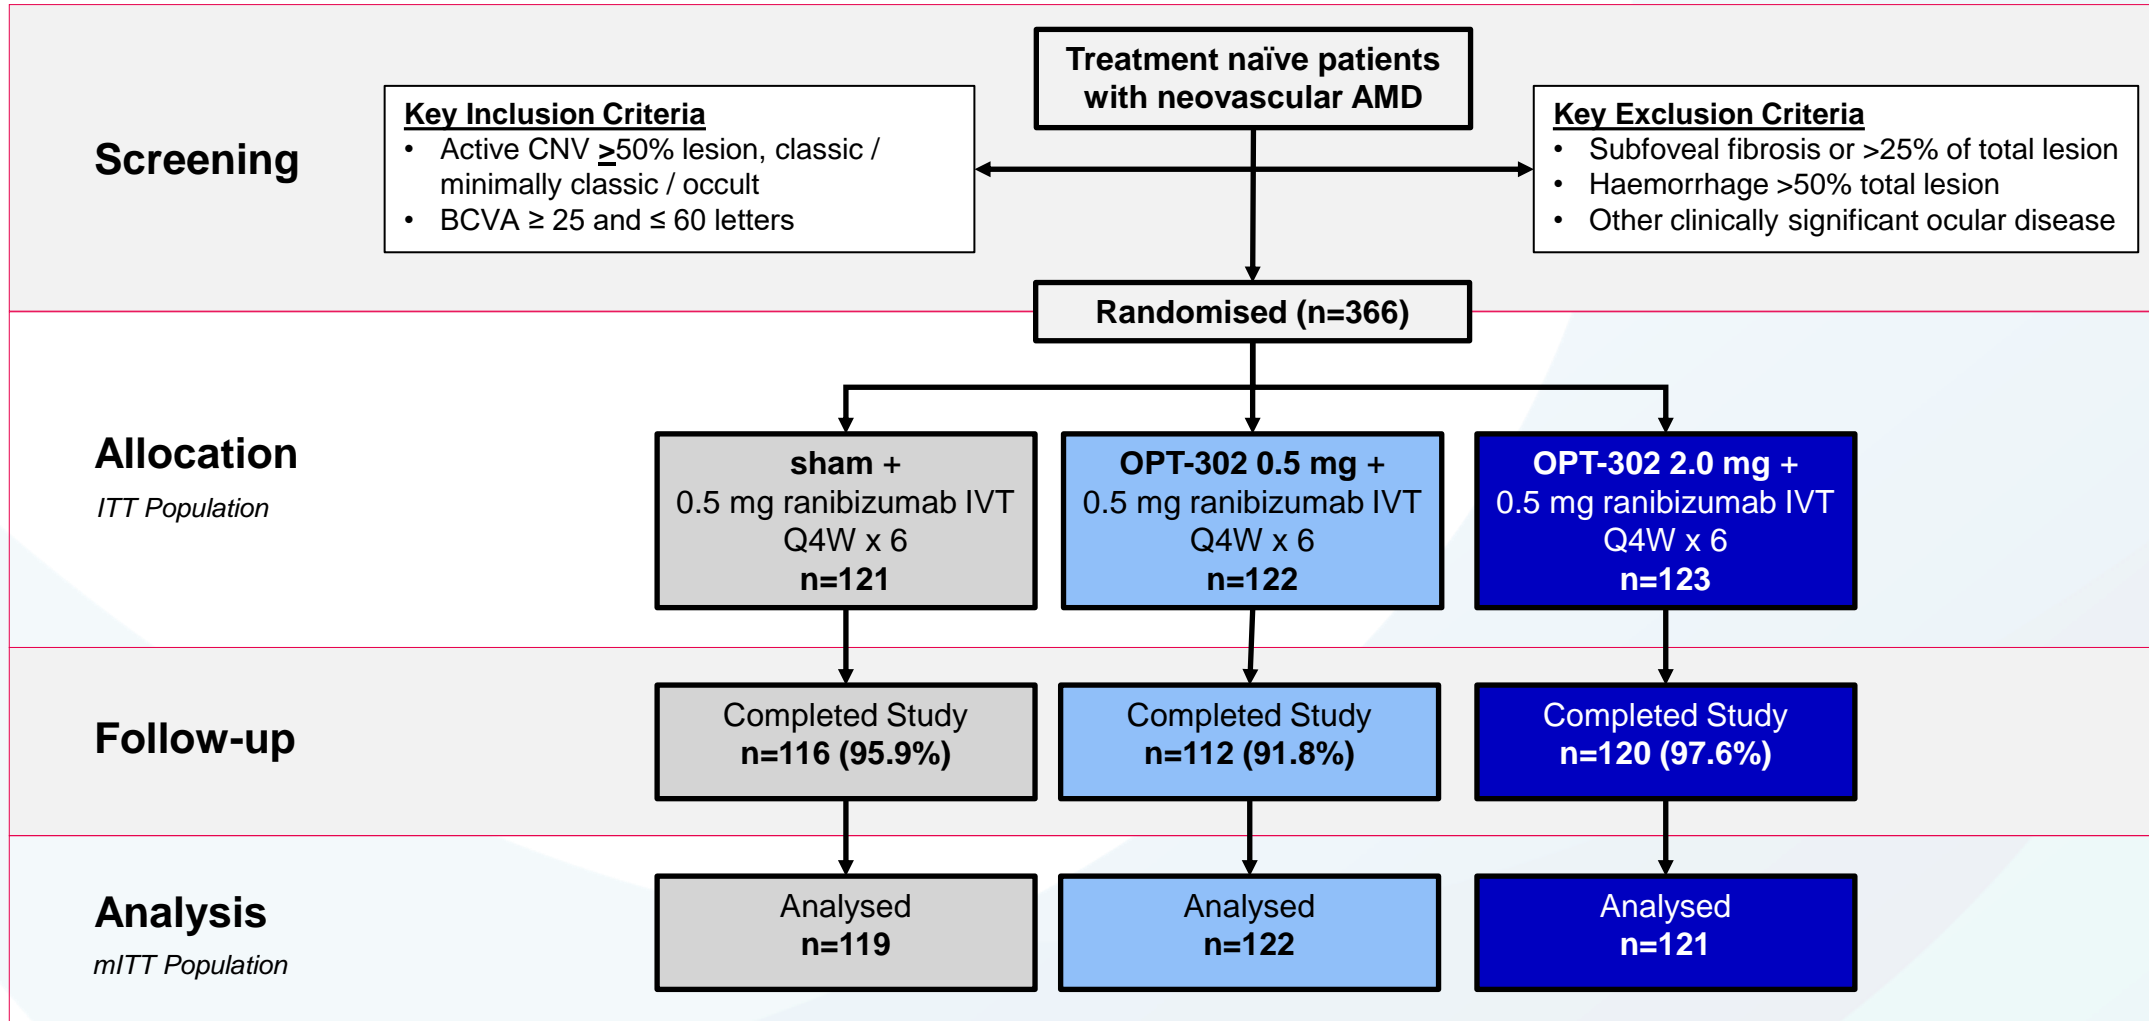 Treatment naïve patients
with neovascular AMD
Key Inclusion Criteria
• Active CNV ≥50% lesion, classic /
minimally classic / occult
• BCVA ≥ 25 and ≤ 60 letters
Key Exclusion Criteria
• Subfoveal fibrosis or >25% of total lesion
• Haemorrhage >50% total lesion
• Other clinically significant ocular disease
Screening
Randomised (n=366)
Allocation
ITT Population
sham +
0.5 mg ranibizumab IVT
Q4W x 6
n=121
OPT-302 0.5 mg +
0.5 mg ranibizumab IVT
Q4W x 6
n=122
OPT-302 2.0 mg +
0.5 mg ranibizumab IVT
Q4W x 6
n=123
Follow-up
Completed Study
n=116 (95.9%)
Completed Study
n=112 (91.8%)
Completed Study
n=120 (97.6%)
Analysis
mITT Population
Analysed
n=119
Analysed
n=122
Analysed
n=121